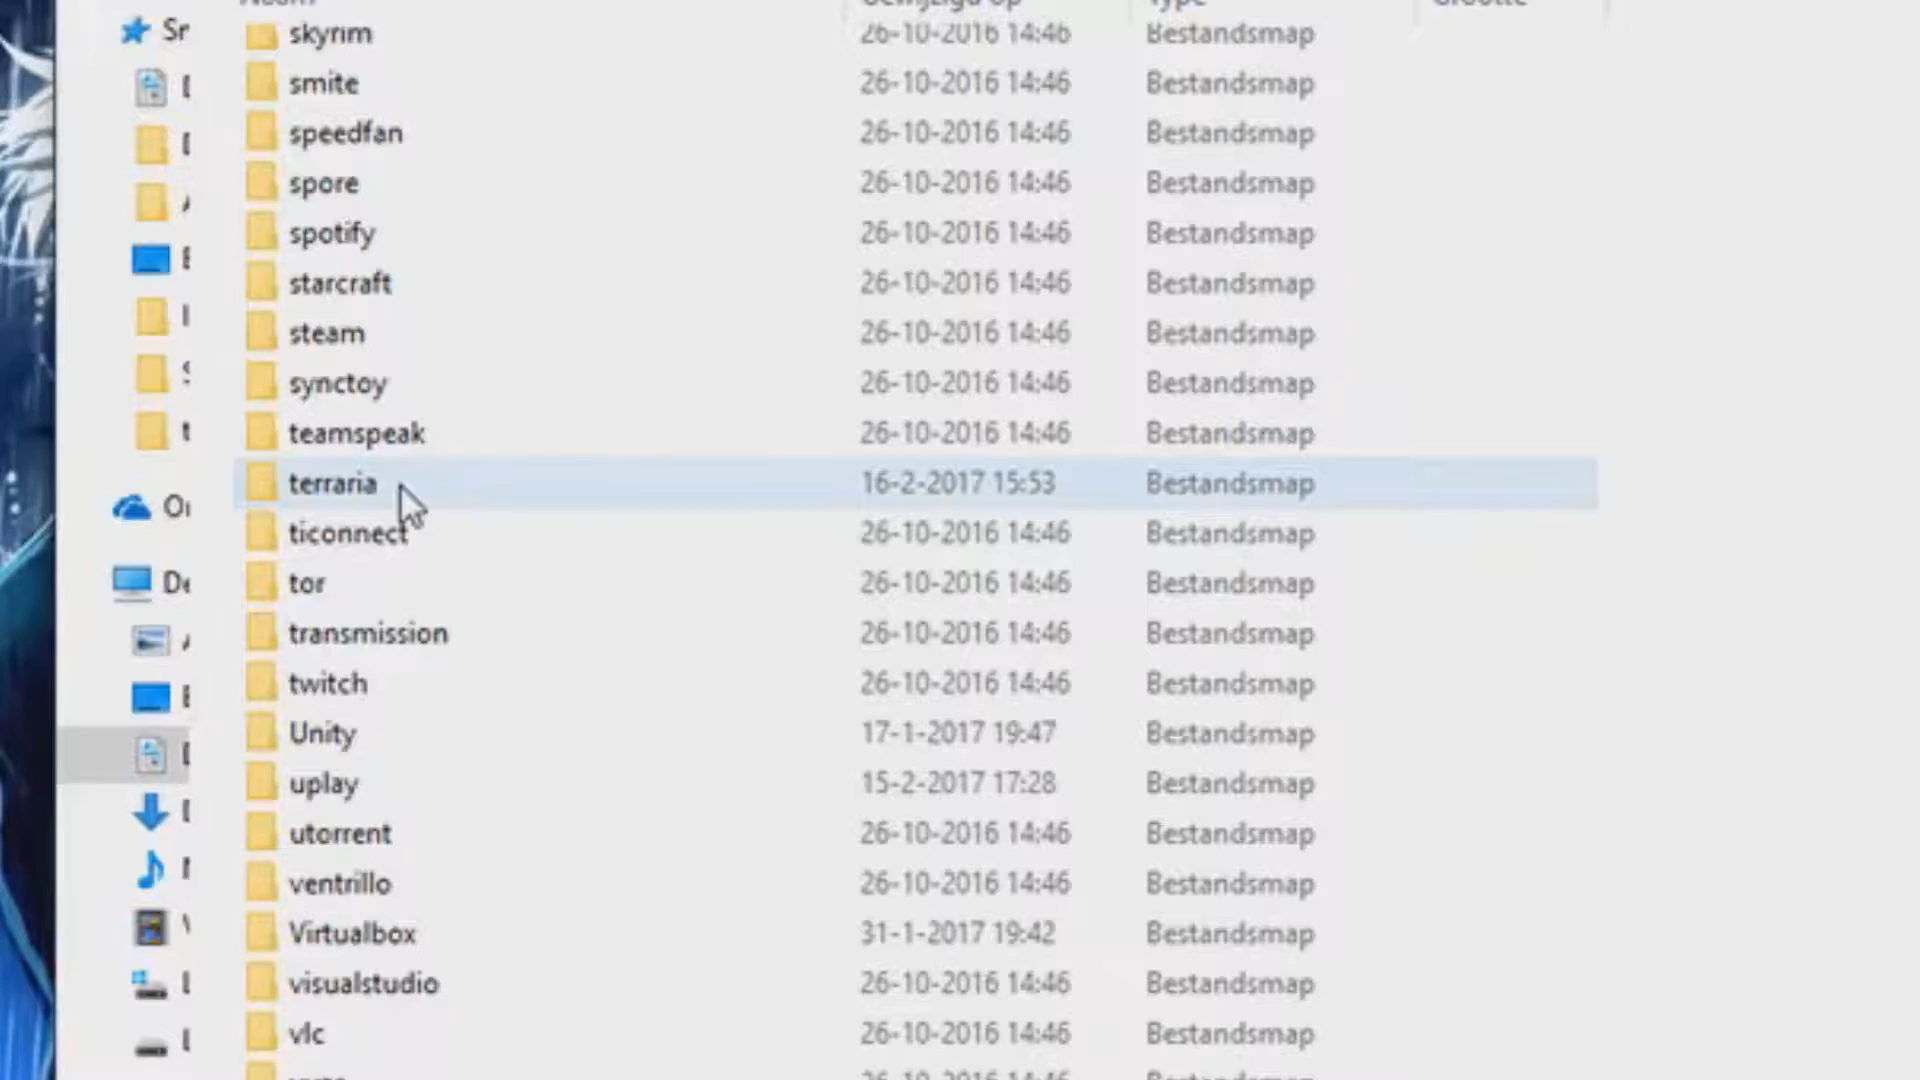 Naam Gewijzigd op Type Grootte
Sr
skyrim 26-10-2016 14:46 Bestandsmap
smite 26-10-2016 14:46 Bestandsmap
speedfan 26-10-2016 14:46 Bestandsmap
spore 26-10-2016 14:46 Bestandsmap
spotify 26-10-2016 14:46 Bestandsmap
starcraft 26-10-2016 14:46 Bestandsmap
steam 26-10-2016 14:46 Bestandsmap
synctoy 26-10-2016 14:46 Bestandsmap
teamspeak 26-10-2016 14:46 Bestandsmap
terraria 16-2-2017 15:53 Bestandsmap
ticonnect 26-10-2016 14:46 Bestandsmap
De
tor 26-10-2016 14:46 Bestandsmap
transmission 26-10-2016 14:46 Bestandsmap
twitch 26-10-2016 14:46 Bestandsmap
Unity 17-1-2017 19:47 Bestandsmap
uplay 15-2-2017 17:28 Bestandsmap
utorrent 26-10-2016 14:46 Bestandsmap
ventrillo 26-10-2016 14:46 Bestandsmap
Virtualbox 31-1-2017 19:42 Bestandsmap
visualstudio 26-10-2016 14:46 Bestandsmap
vlc 26-10-2016 14:46 Bestandsmap